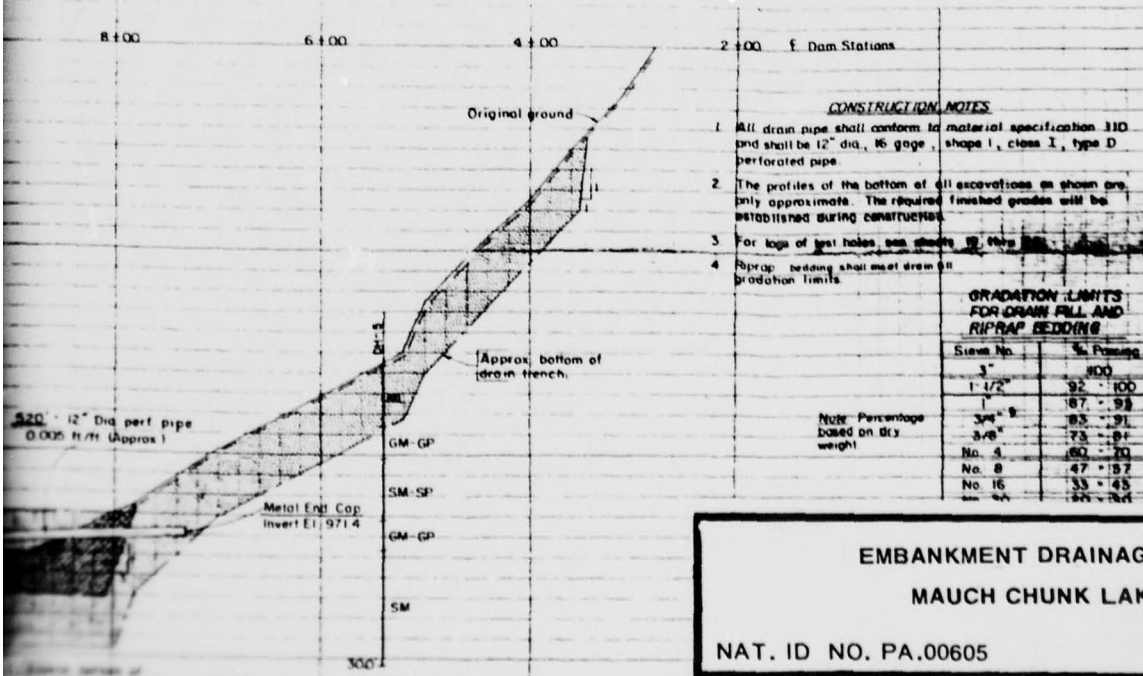 8+00 6+00 4+00 2+00 ℄ Dam Stations
Original ground
CONSTRUCTION NOTES
1. All drain pipe shall conform to material specification 110
and shall be 12" dia., 16 gage, shape 1, class I, type D
perforated pipe.
2. The profiles of the bottom of all excavations as shown are
only approximate. The required finished grades will be
established during construction.
3. For logs of test holes, see sheets
4. Riprap bedding shall meet drain fill
gradation limits.
GRADATION LIMITS
FOR DRAIN FILL AND
RIPRAP BEDDING
Sieve No. % Passing
3" 100
1-1/2" 92 - 100
1" 87 -
3/4" 83 - 91
3/8" 73 - 81
No. 4 60 - 70
No. 8 47 - 57
No. 16 33 - 43
Note: Percentage
based on dry
weight
Approx. bottom of
drain trench.
520' - 12" Dia. perf. pipe
0.005 ft/ft (Approx.)
GM-GP
SM-SP
Metal End Cap
Invert El. 971.4
GM-GP
SM
300'
EMBANKMENT DRAINAG
MAUCH CHUNK LAK
NAT. ID NO. PA.00605